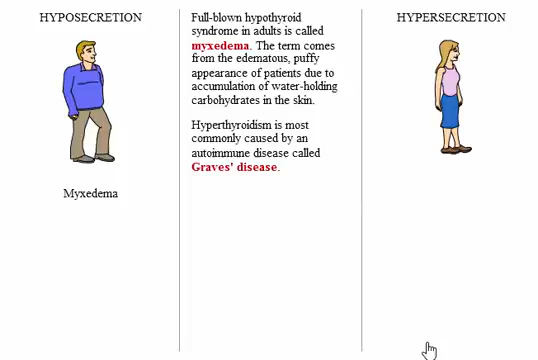 HYPOSECRETION
Myxedema
Full-blown hypothyroid
syndrome in adults is called
myxedema. The term comes
from the edematous, puffy
appearance of patients due to
accumulation of water-holding
carbohydrates in the skin.
Hyperthyroidism is most
commonly caused by an
autoimmune disease called
Graves' disease.
HYPERSECRETION